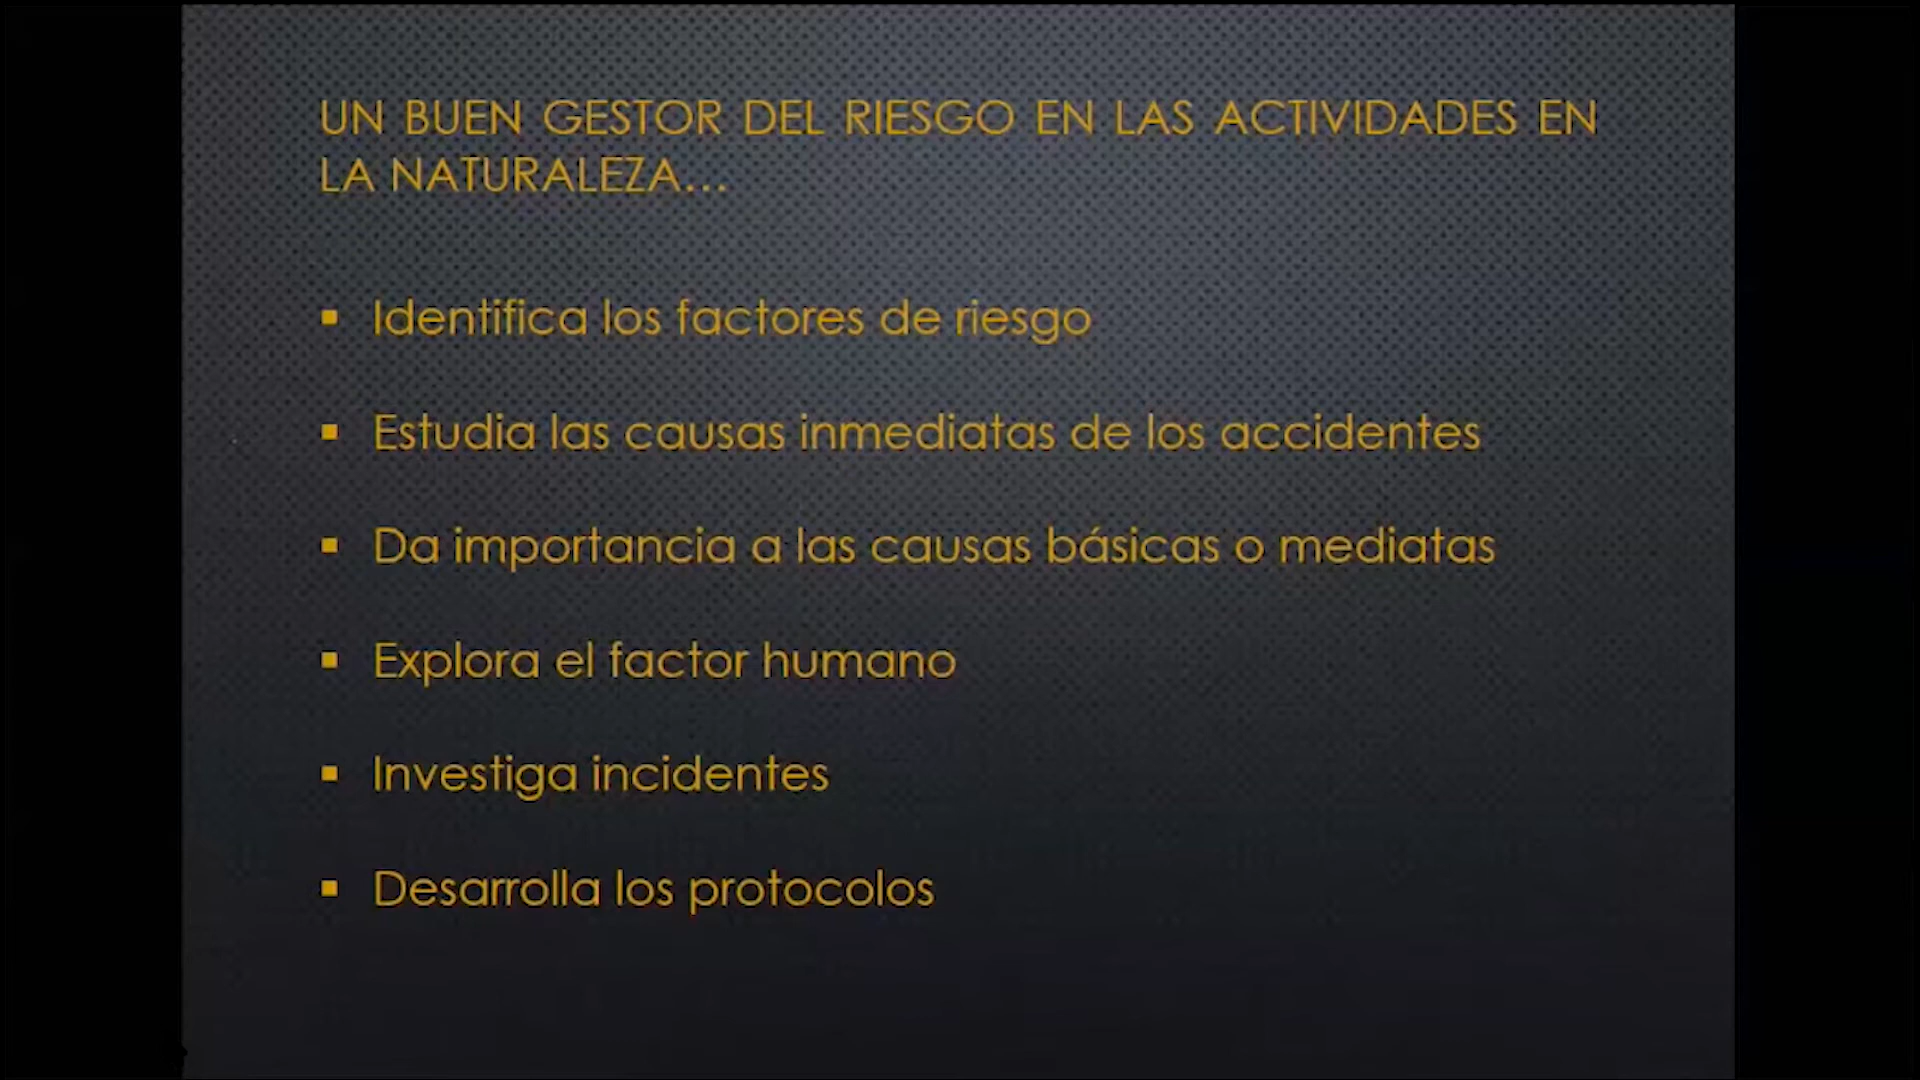 UN BUEN GESTOR DEL RIESGO EN LAS ACTIVIDADES EN
LA NATURALEZA...
▪ Identifica los factores de riesgo
▪ Estudia las causas inmediatas de los accidentes
▪ Da importancia a las causas básicas o mediatas
▪ Explora el factor humano
▪ Investiga incidentes
▪ Desarrolla los protocolos